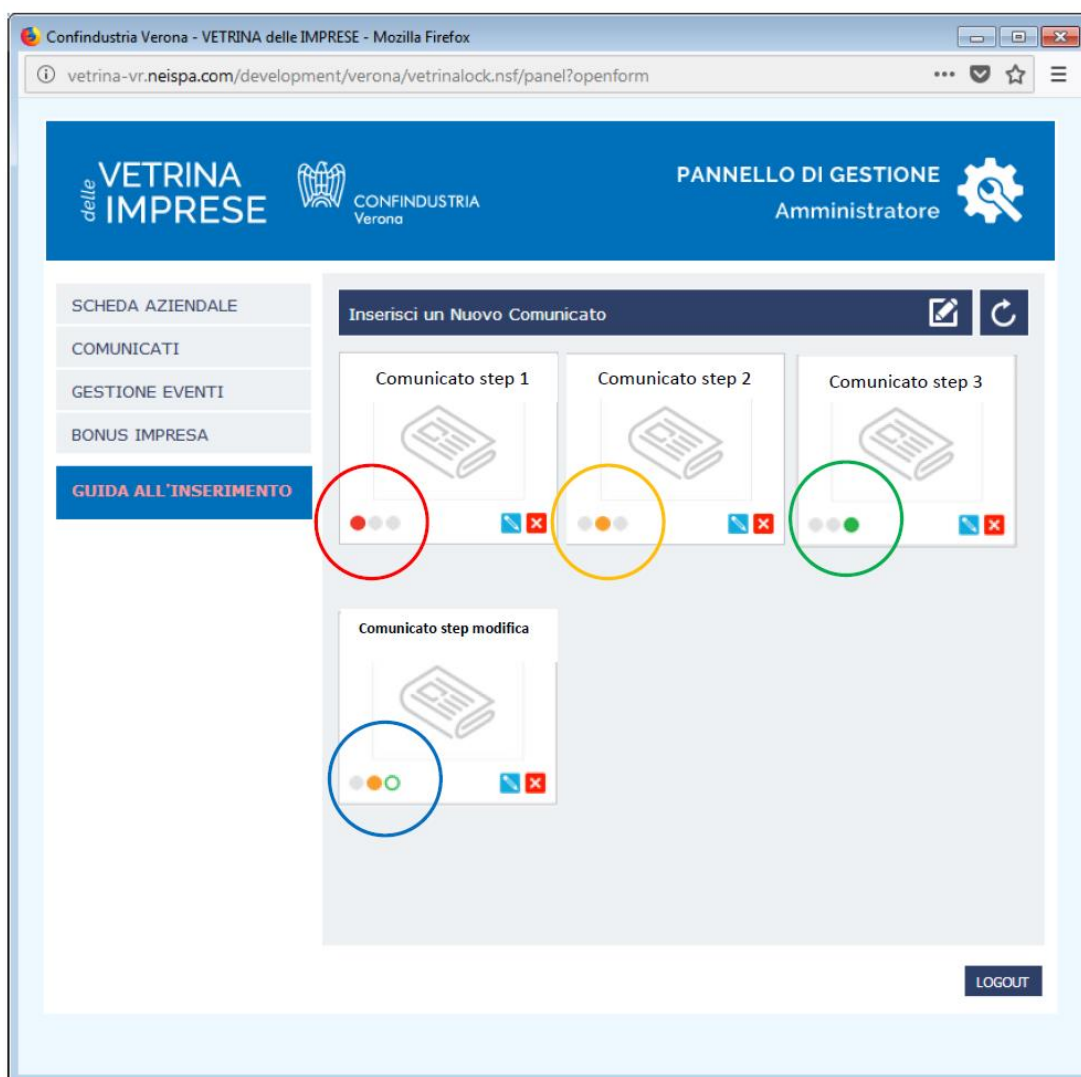 Confindustria Verona - VETRINA delle IMPRESE - Mozilla Firefox
vetrina-vr.neispa.com/development/verona/vetrinalock.nsf/panel?openform
delle VETRINA IMPRESE
CONFINDUSTRIA
Verona
PANNELLO DI GESTIONE
Amministratore
SCHEDA AZIENDALE
COMUNICATI
GESTIONE EVENTI
BONUS IMPRESA
GUIDA ALL'INSERIMENTO
Inserisci un Nuovo Comunicato
Comunicato step 1
Comunicato step 2
Comunicato step 3
Comunicato step modifica
LOGOUT